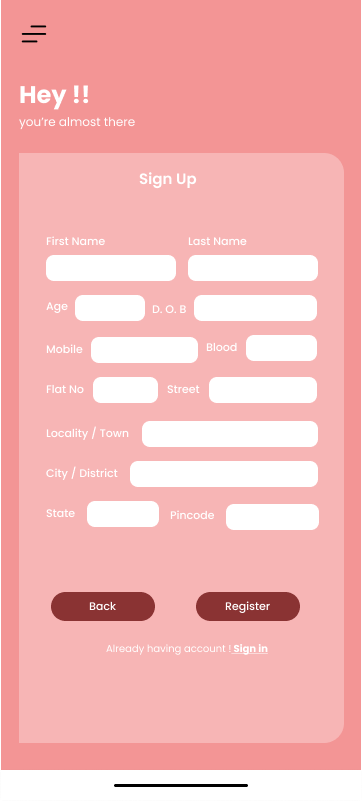 Hey !!
you're almost there
Sign Up
First Name Last Name
Age D. O. B
Mobile Blood
Flat No Street
Locality / Town
City / District
State Pincode
Back Register
Already having account ! Sign in